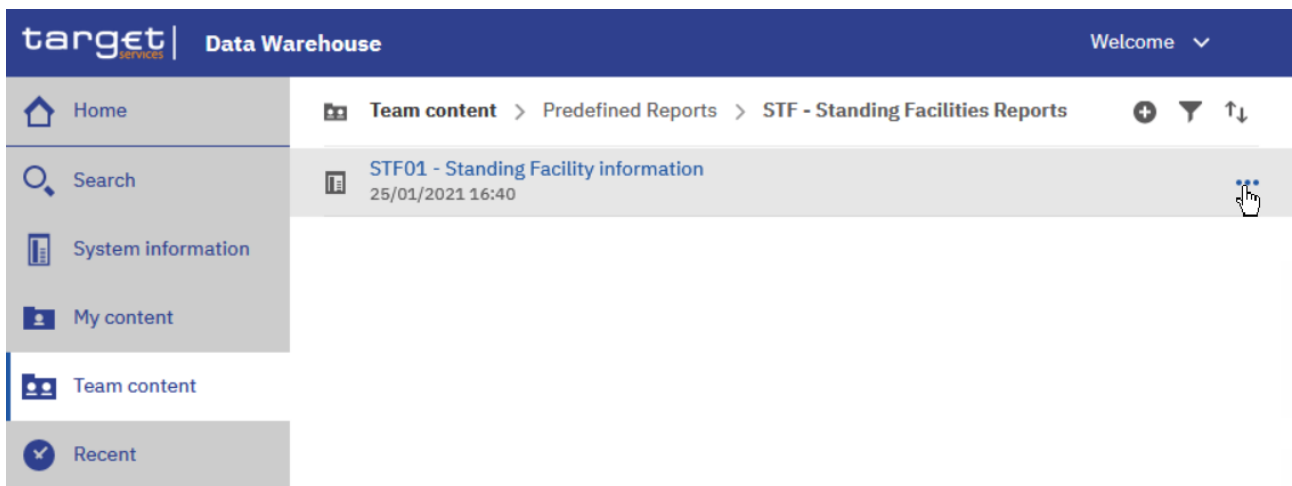 target services | Data Warehouse Welcome
Home
Team content > Predefined Reports > STF - Standing Facilities Reports
Search
STF01 - Standing Facility information
25/01/2021 16:40
System information
My content
Team content
Recent